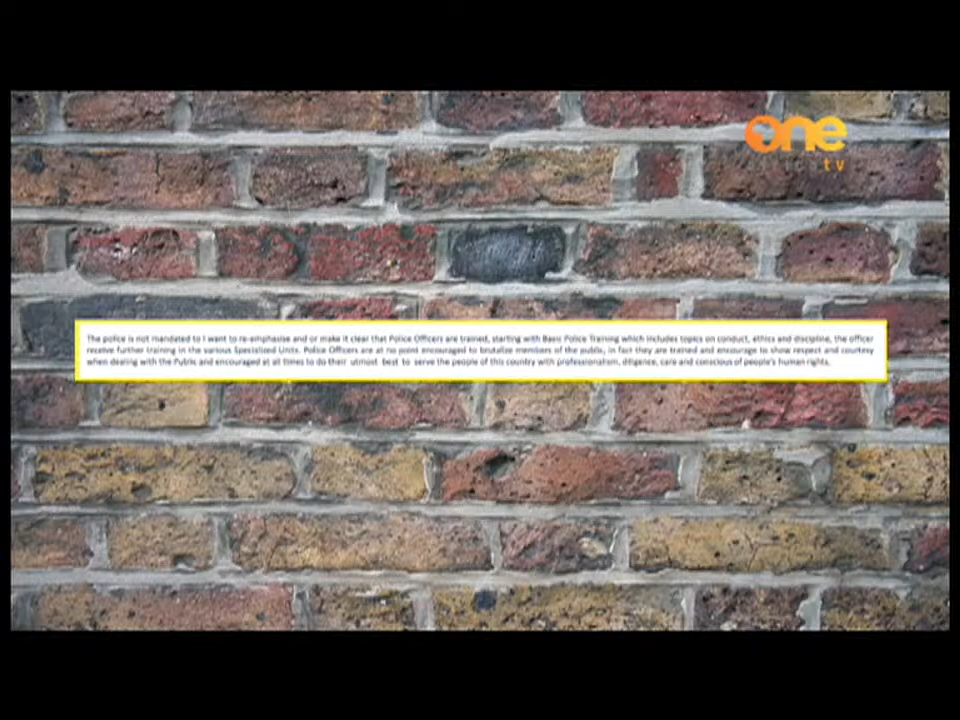 one
tv
The police is not mandated to I want to re-emphasise and or make it clear that Police Officers are trained, starting with Basic Police Training which includes topics on conduct, ethics and discipline, the officer
receive further training in the various Specialized Units. Police Officers are at no point encouraged to brutalize members of the public, in fact they are trained and encourage to show respect and courtesy
when dealing with the Public and encouraged at all times to do their utmost best to serve the people of this country with professionalism, diligence, care and conscious of people's human rights.